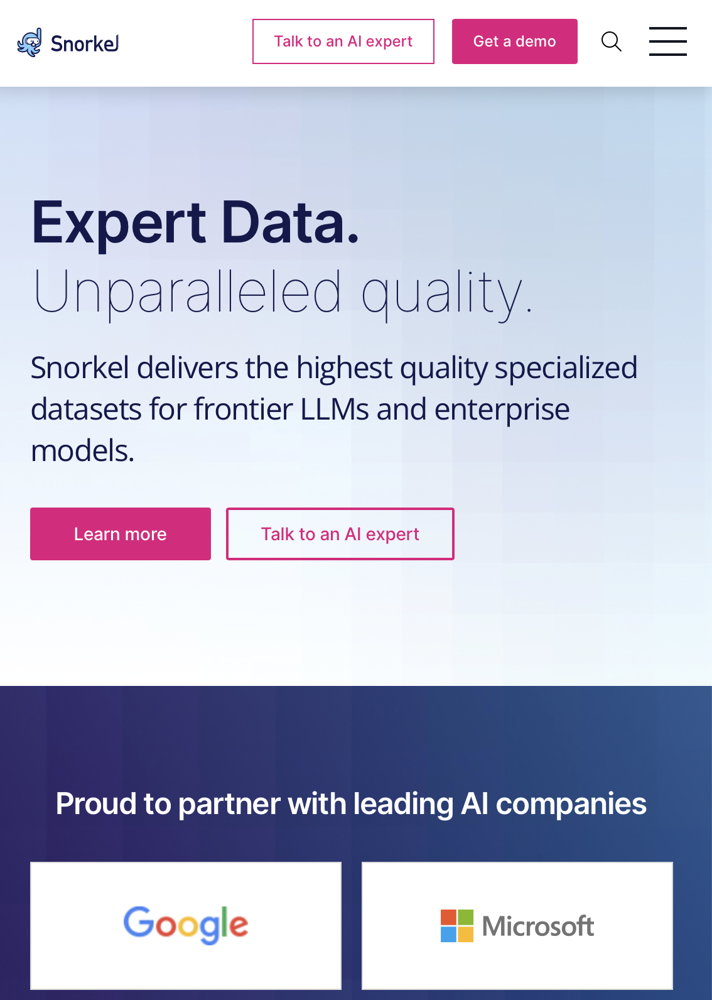 Snorkel
Talk to an AI expert
Get a demo
Expert Data.
Unparalleled quality.
Snorkel delivers the highest quality specialized
datasets for frontier LLMs and enterprise
models.
Learn more
Talk to an AI expert
Proud to partner with leading AI companies
Google
Microsoft